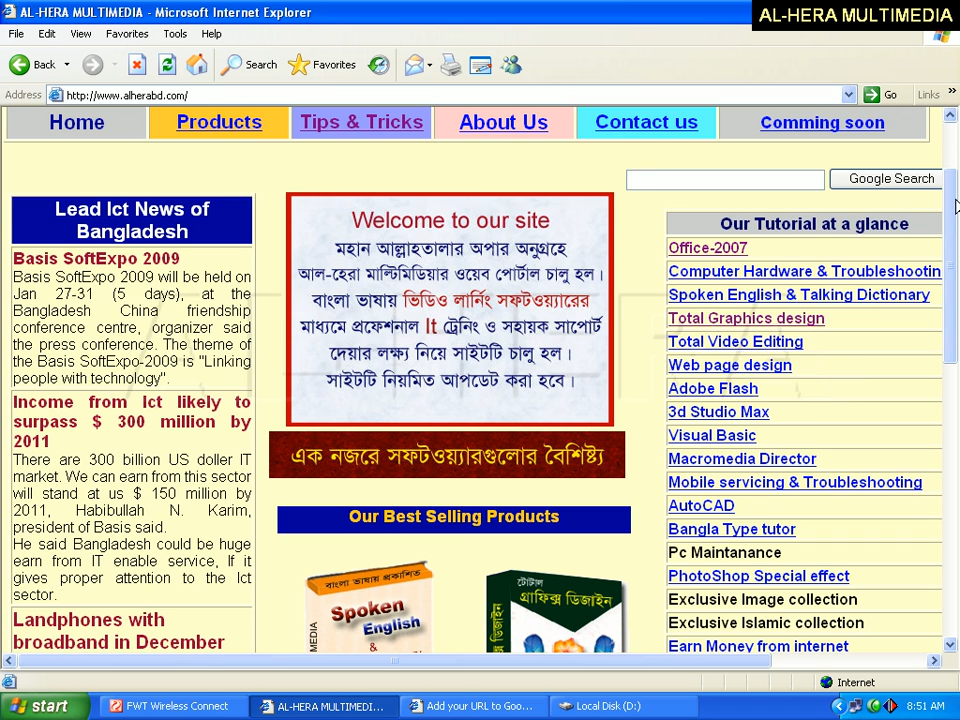 AL-HERA MULTIMEDIA - Microsoft Internet Explorer
AL-HERA MULTIMEDIA
File Edit View Favorites Tools Help
Back Search Favorites
Address http://www.alherabd.com/ Go Links
Home Products Tips & Tricks About Us Contact us Comming soon
Google Search
Lead Ict News of
Bangladesh
Basis SoftExpo 2009
Basis SoftExpo 2009 will be held on
Jan 27-31 (5 days), at the
Bangladesh China friendship
conference centre, organizer said
the press conference. The theme of
the Basis SoftExpo-2009 is "Linking
people with technology".
Income from Ict likely to
surpass $ 300 million by
2011
There are 300 billion US doller IT
market. We can earn from this sector
will stand at us $ 150 million by
2011, Habibullah N. Karim,
president of Basis said.
He said Bangladesh could be huge
earn from IT enable service, If it
gives proper attention to the Ict
sector.
Landphones with
broadband in December
Welcome to our site
মহান আল্লাহতালার অপার অনুগ্রহে
আল-হেরা মাল্টিমিডিয়ার ওয়েব পোর্টাল চালু হল।
বাংলা ভাষায় ভিডিও লার্নিং সফটওয়্যারের
মাধ্যমে প্রফেশনাল It ট্রেনিং ও সহায়ক সাপোর্ট
দেয়ার লক্ষ্য নিয়ে সাইটটি চালু হল।
সাইটটি নিয়মিত আপডেট করা হবে।
এক নজরে সফটওয়্যারগুলোর বৈশিষ্ট্য
Our Best Selling Products
বাংলা ভাষায় প্রকাশিত
Spoken
English
&
MEDIA
টোটাল
গ্রাফিক্স ডিজাইন
Our Tutorial at a glance
Office-2007
Computer Hardware & Troubleshootin
Spoken English & Talking Dictionary
Total Graphics design
Total Video Editing
Web page design
Adobe Flash
3d Studio Max
Visual Basic
Macromedia Director
Mobile servicing & Troubleshooting
AutoCAD
Bangla Type tutor
Pc Maintanance
PhotoShop Special effect
Exclusive Image collection
Exclusive Islamic collection
Earn Money from internet
Internet
start FWT Wireless Connect AL-HERA MULTIMEDI... Add your URL to Goo... Local Disk (D:) 8:51 AM